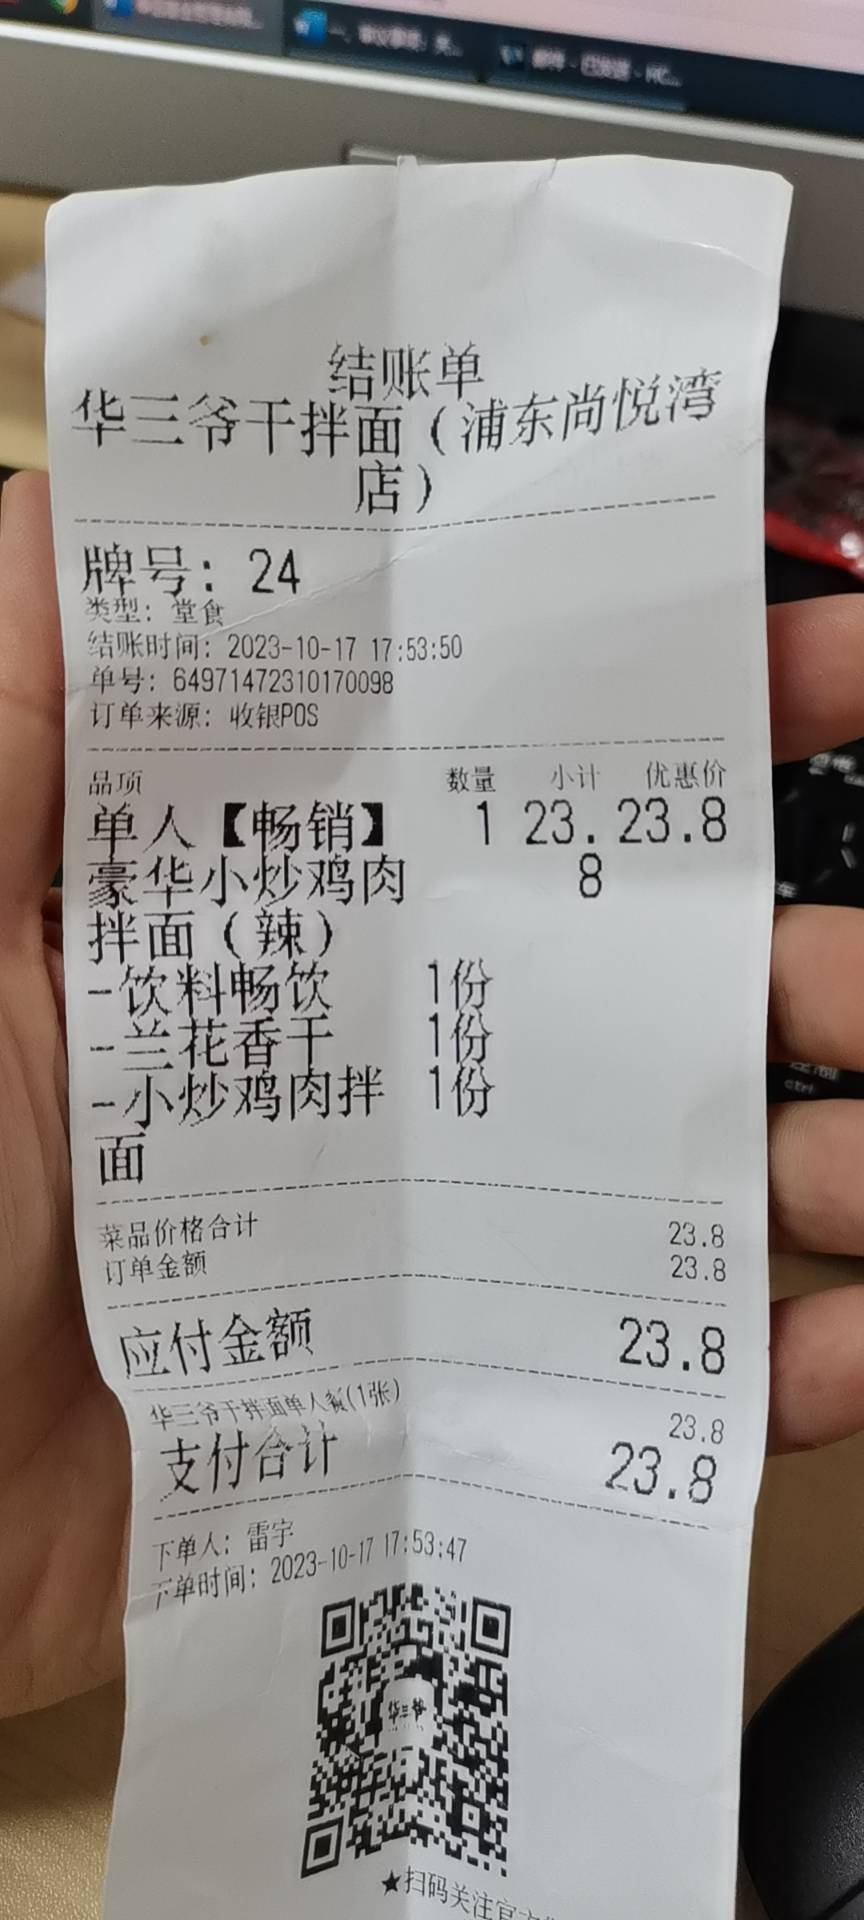 结账单
华三爷干拌面（浦东尚悦湾
店）
牌号：24
类型：堂食
结账时间：2023-10-17 17:53:50
单号：64971472310170098
订单来源：收银POS
品项 数量 小计 优惠价
单人【畅销】 1 23. 23.8
豪华小炒鸡肉 8
拌面（辣）
-饮料畅饮 1份
-兰花香干 1份
-小炒鸡肉拌 1份
面
菜品价格合计 23.8
订单金额 23.8
应付金额 23.8
华三爷干拌面单人餐(1张) 23.8
支付合计 23.8
下单人：雷宇
下单时间：2023-10-17 17:53:47
华三爷
★扫码关注官方
ctrl